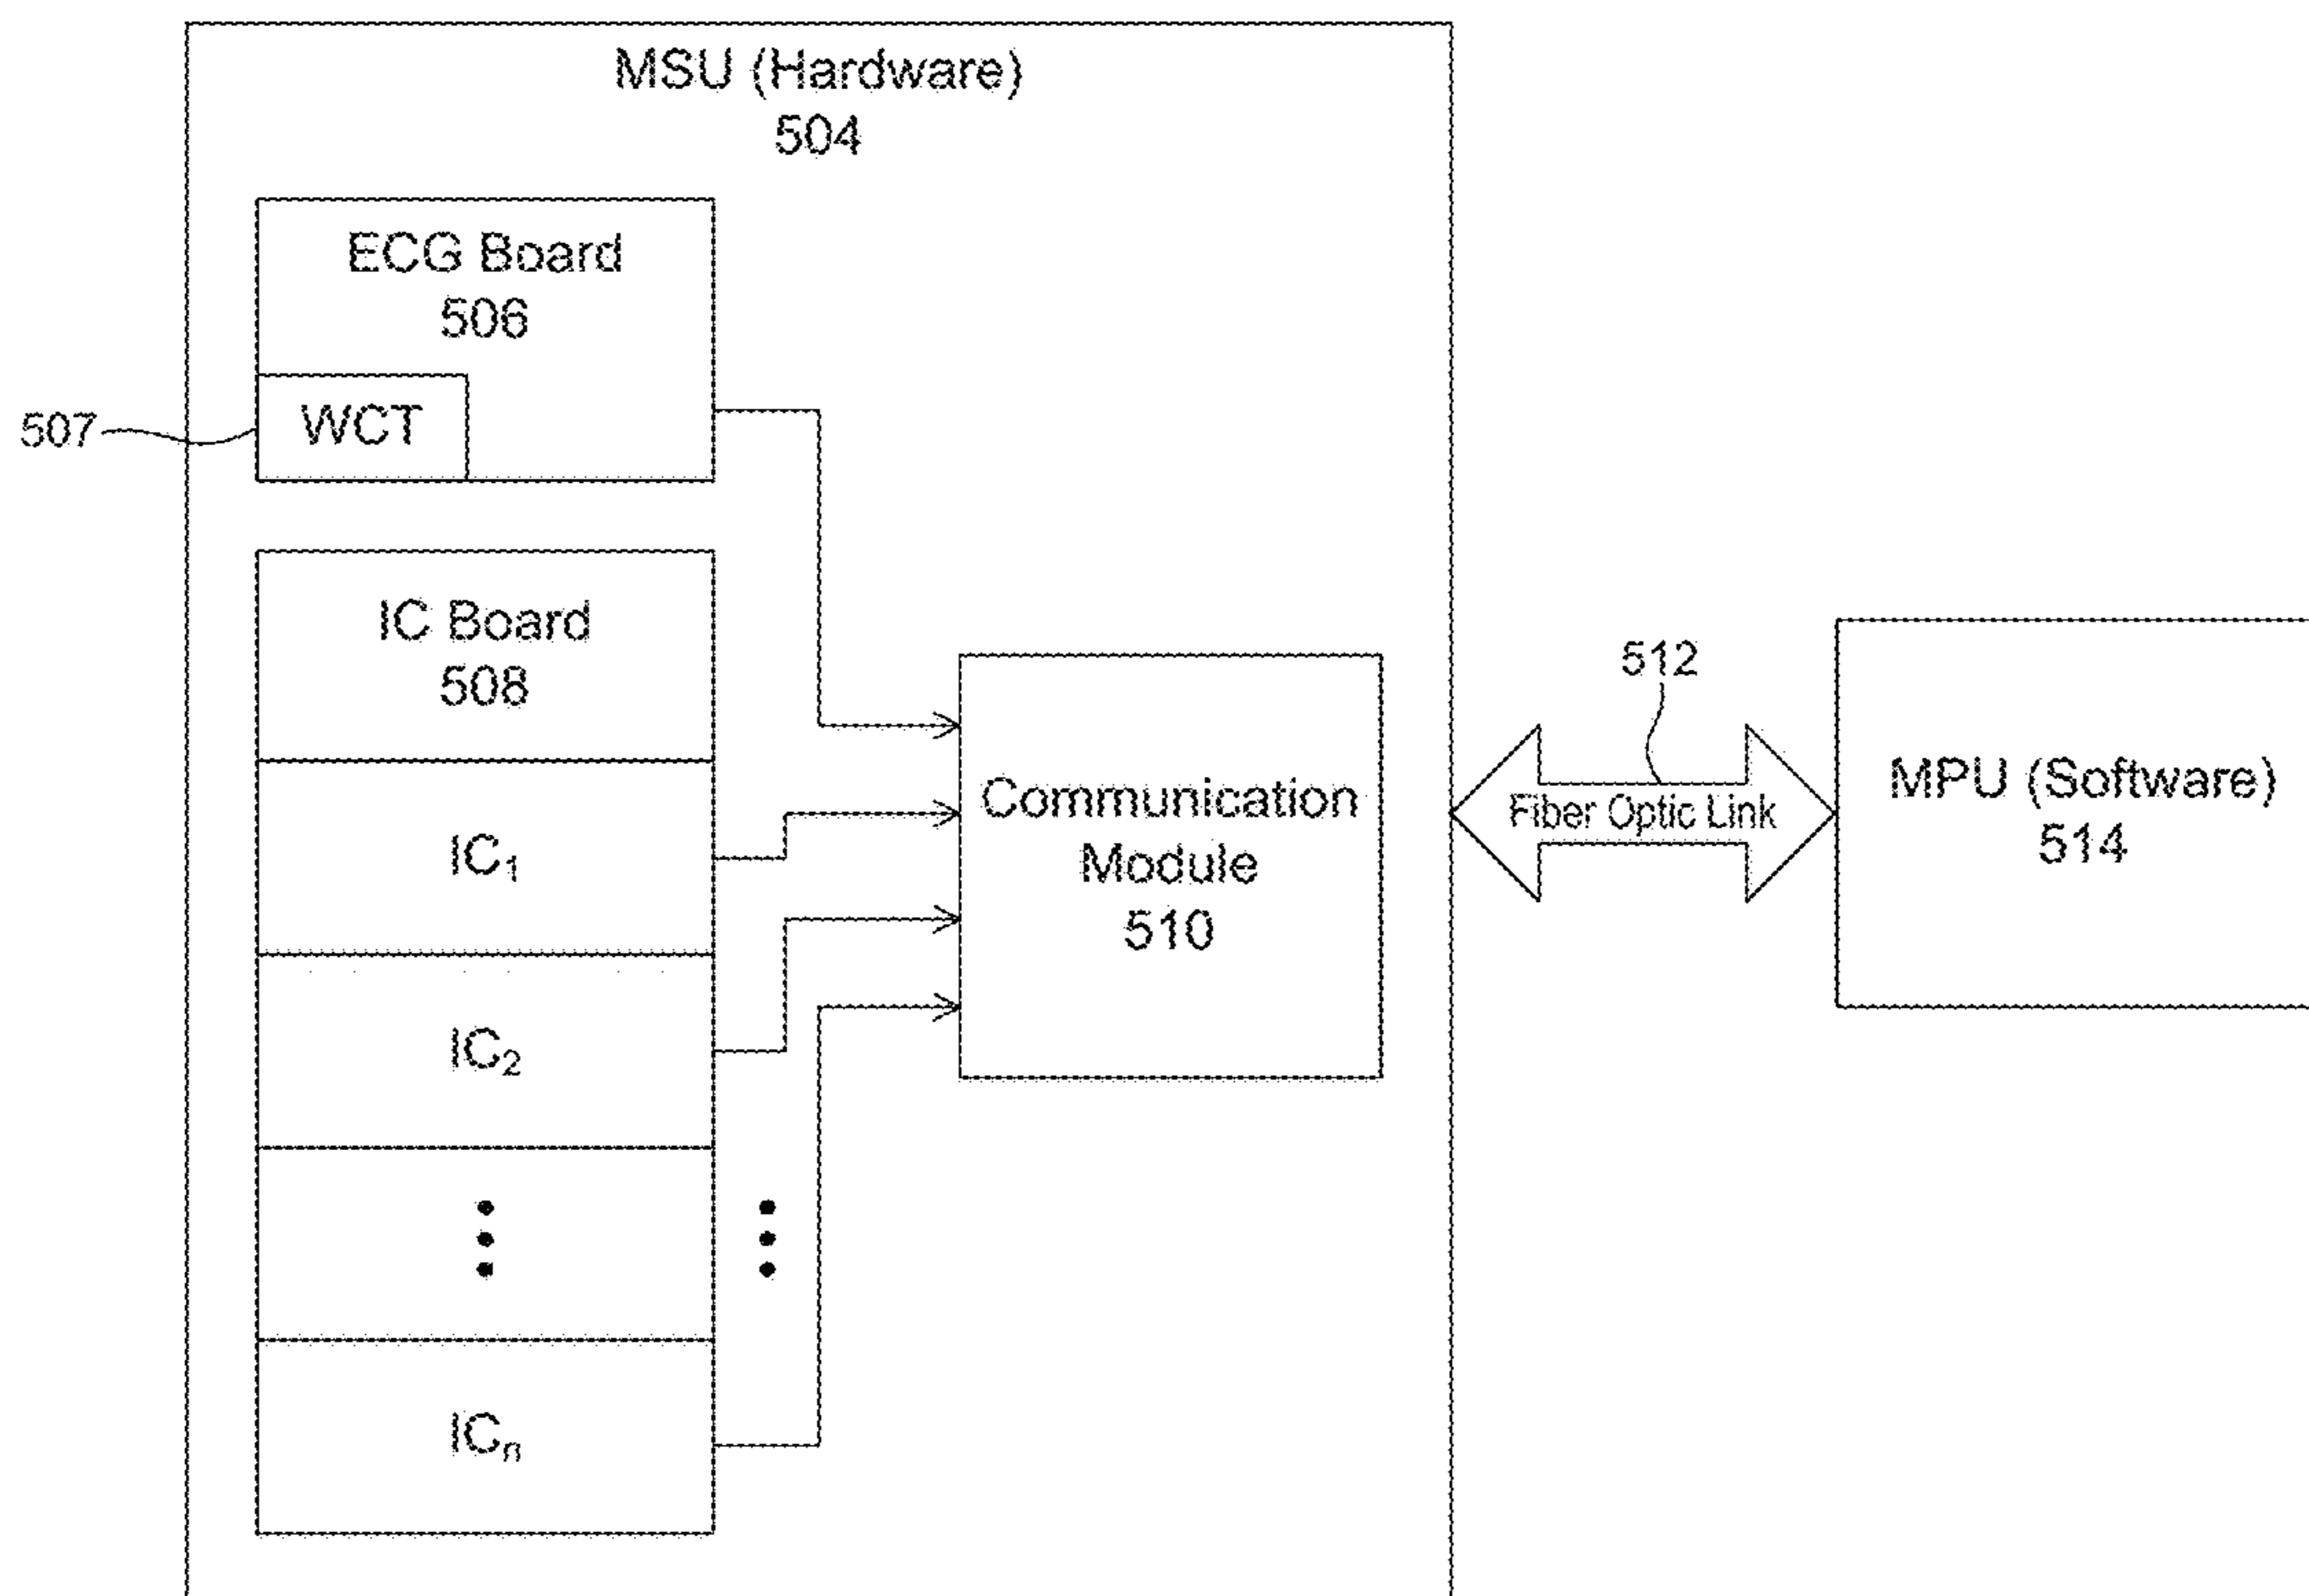 MSU (Hardware)
504
ECG Board
506
507
WCT
IC Board
508
IC₁
IC₂
ICₙ
Communication
Module
510
512
Fiber Optic Link
MPU (Software)
514